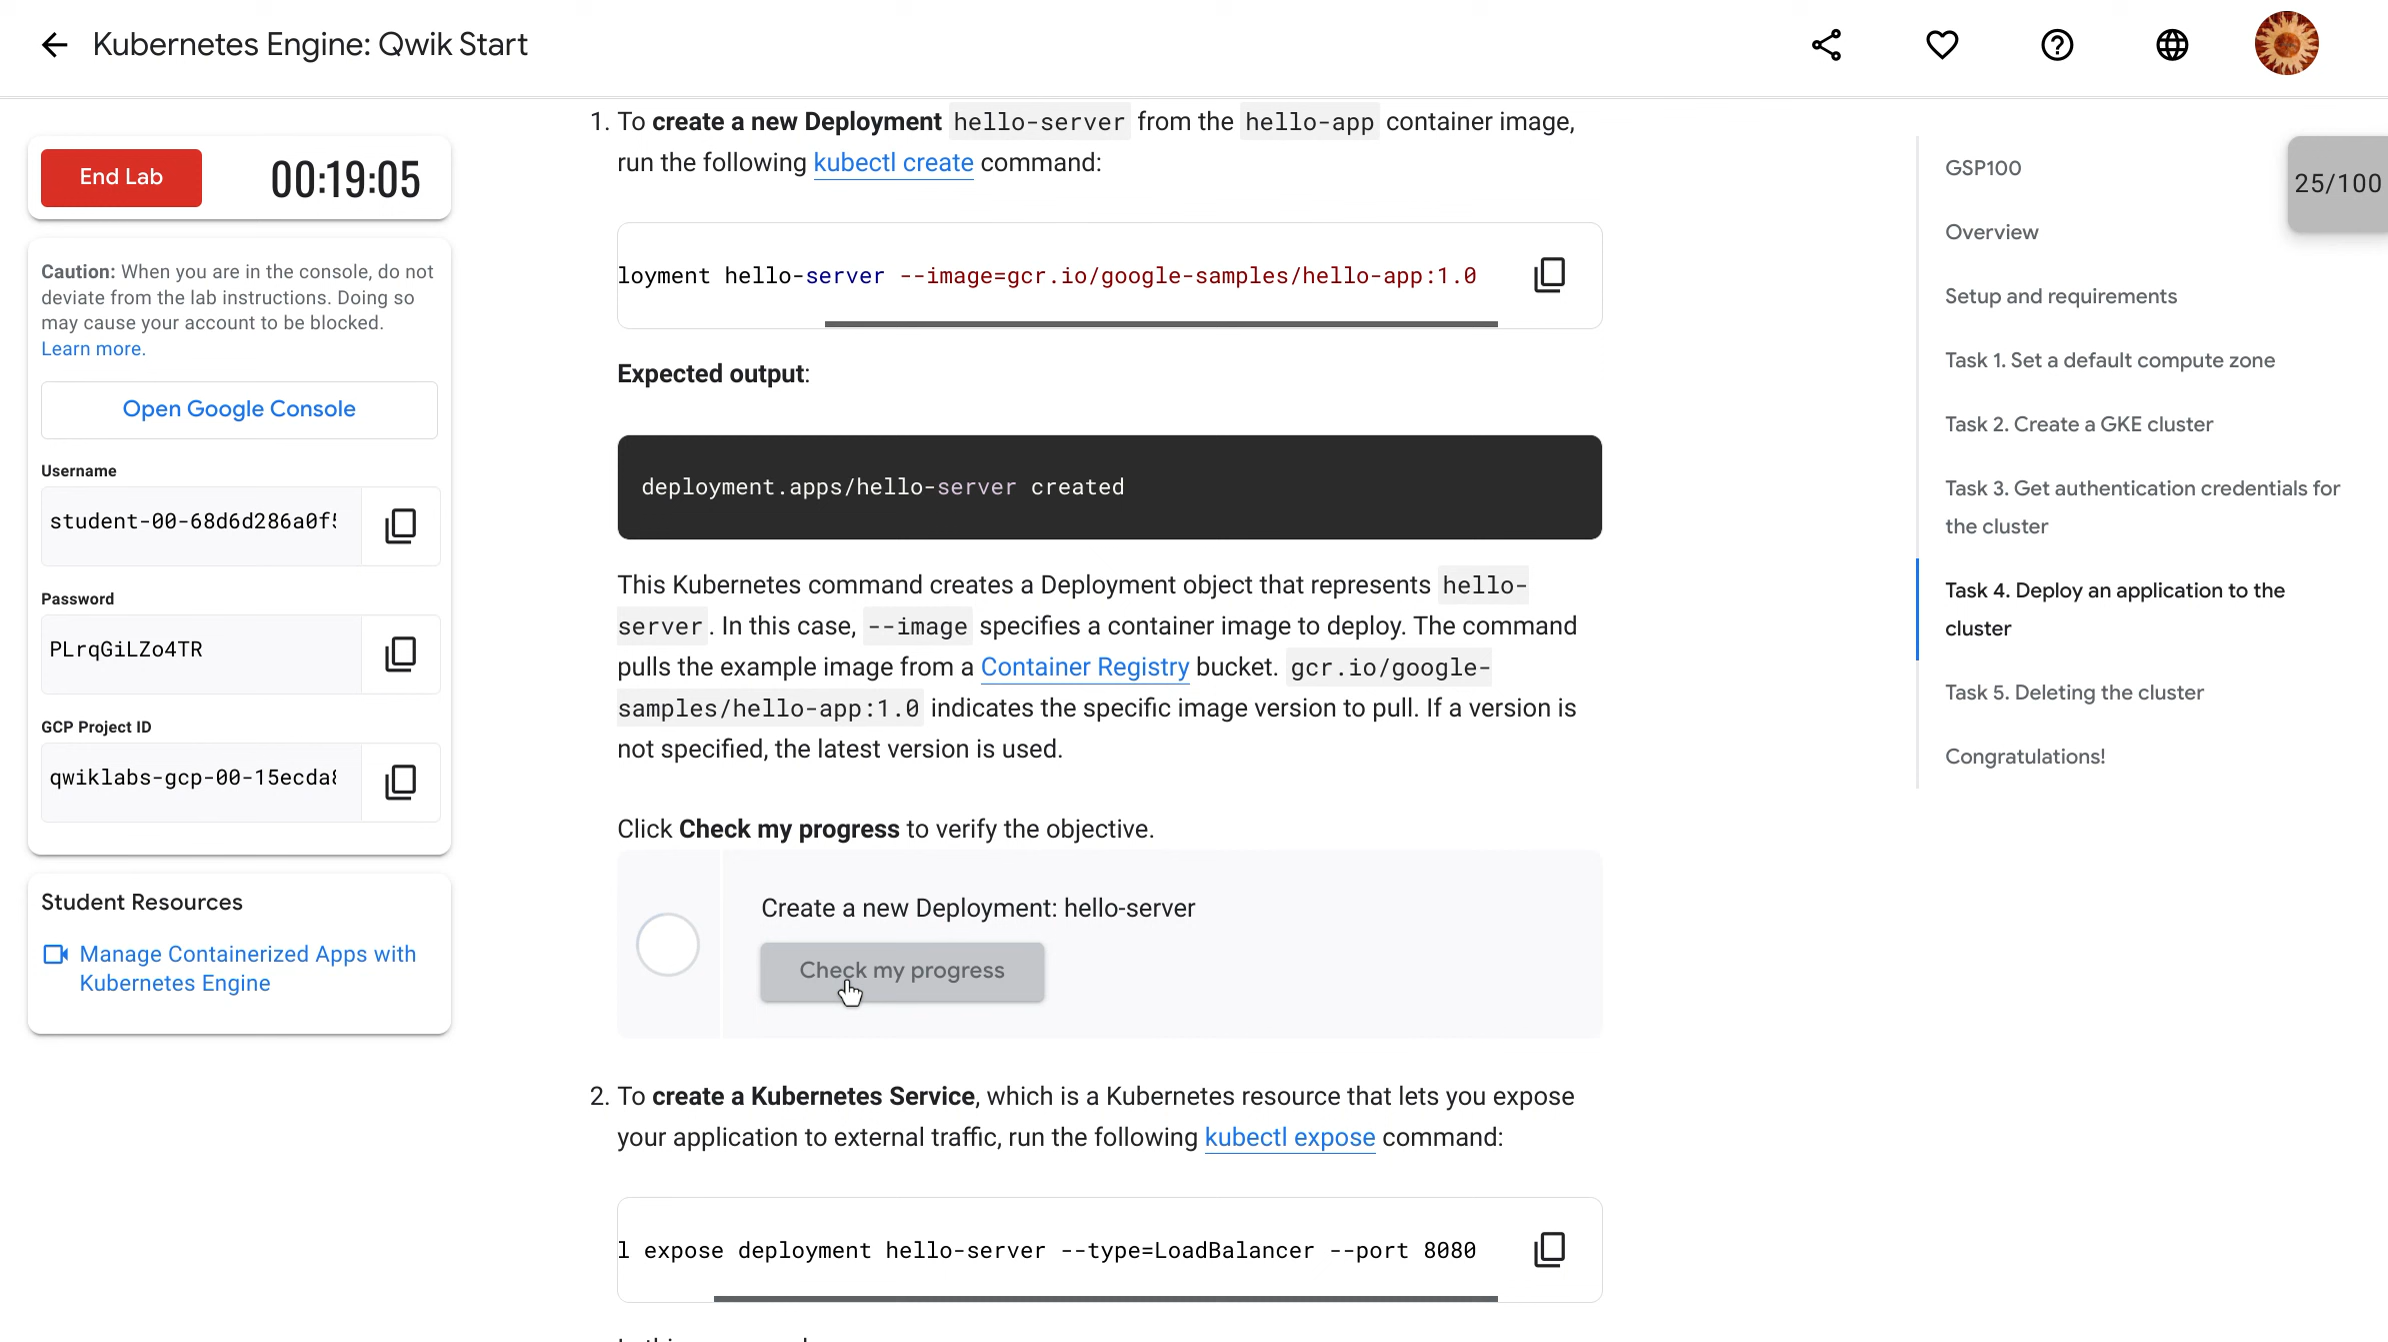 Kubernetes Engine: Qwik Start
End Lab
00:19:05
Caution: When you are in the console, do not
deviate from the lab instructions. Doing so
may cause your account to be blocked.
Learn more.
Open Google Console
Username
student-00-68d6d286a0f
Password
PLrqGiLZo4TR
GCP Project ID
qwiklabs-gcp-00-15ecda
Student Resources
Manage Containerized Apps with
Kubernetes Engine
1. To create a new Deployment hello-server from the hello-app container image,
run the following kubectl create command:
loyment hello-server --image=gcr.io/google-samples/hello-app:1.0
Expected output:
deployment.apps/hello-server created
This Kubernetes command creates a Deployment object that represents hello-
server. In this case, --image specifies a container image to deploy. The command
pulls the example image from a Container Registry bucket. gcr.io/google-
samples/hello-app:1.0 indicates the specific image version to pull. If a version is
not specified, the latest version is used.
Click Check my progress to verify the objective.
Create a new Deployment: hello-server
Check my progress
2. To create a Kubernetes Service, which is a Kubernetes resource that lets you expose
your application to external traffic, run the following kubectl expose command:
l expose deployment hello-server --type=LoadBalancer --port 8080
GSP100
Overview
Setup and requirements
Task 1. Set a default compute zone
Task 2. Create a GKE cluster
Task 3. Get authentication credentials for
the cluster
Task 4. Deploy an application to the
cluster
Task 5. Deleting the cluster
Congratulations!
25/100